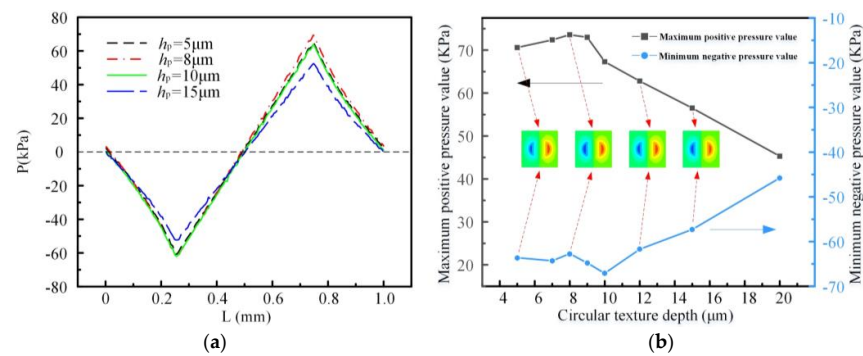 (a)
80
60
40
20
0
-20
-40
-60
-80
P(kPa)
hp=5μm
hp=8μm
hp=10μm
hp=15μm
0
0.2
0.4
0.6
0.8
1.0
L (mm)
(a)
(b)
Maximum positive pressure value (KPa)
70
60
50
40
30
20
Maximum positive pressure value
Minimum negative pressure value
-10
-20
-30
-40
-50
-60
-70
Minimum negative pressure value (KPa)
4
6
8
10
12
14
16
18
20
Circular texture depth (μm)
(b)